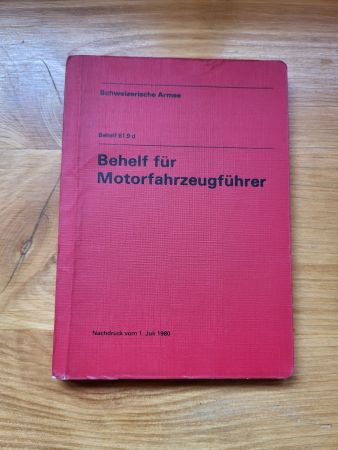 Schweizerische Armee
Behelf 61.9 d
Behelf für
Motorfahrzeugführer
Nachdruck vom 1. Juli 1980